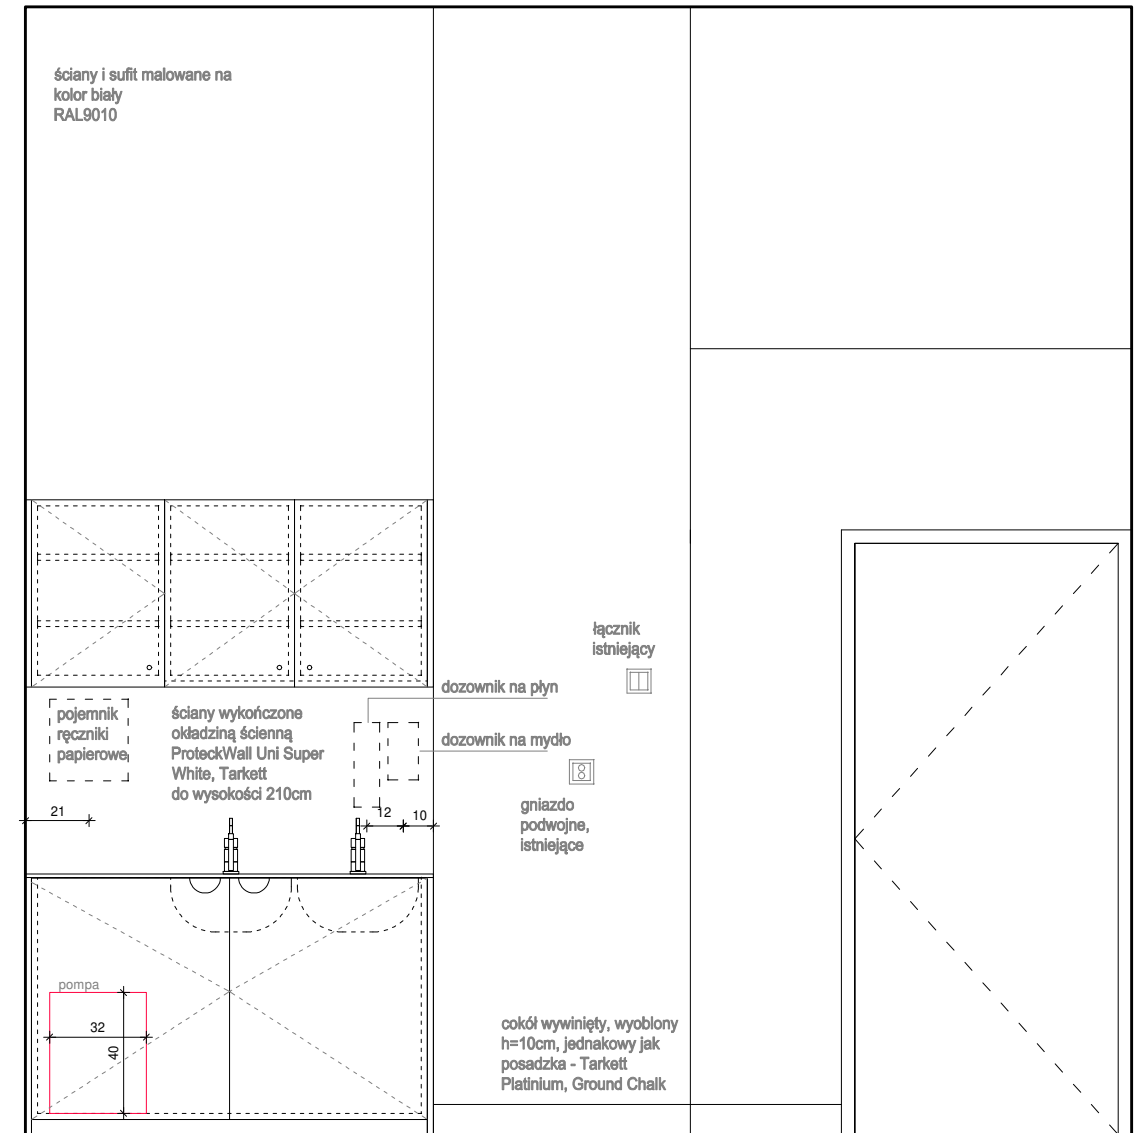 ściany i sufit malowane na
kolor biały
RAL9010
łącznik
istniejący
dozownik na płyn
pojemnik
ręczniki
papierowe
ściany wykończone
okładziną ścienną
ProteckWall Uni Super
White, Tarkett
do wysokości 210cm
dozownik na mydło
gniazdo
podwojne,
istniejące
21
12
10
pompa
32
40
cokół wywinięty, wyoblony
h=10cm, jednakowy jak
posadzka - Tarkett
Platinium, Ground Chalk